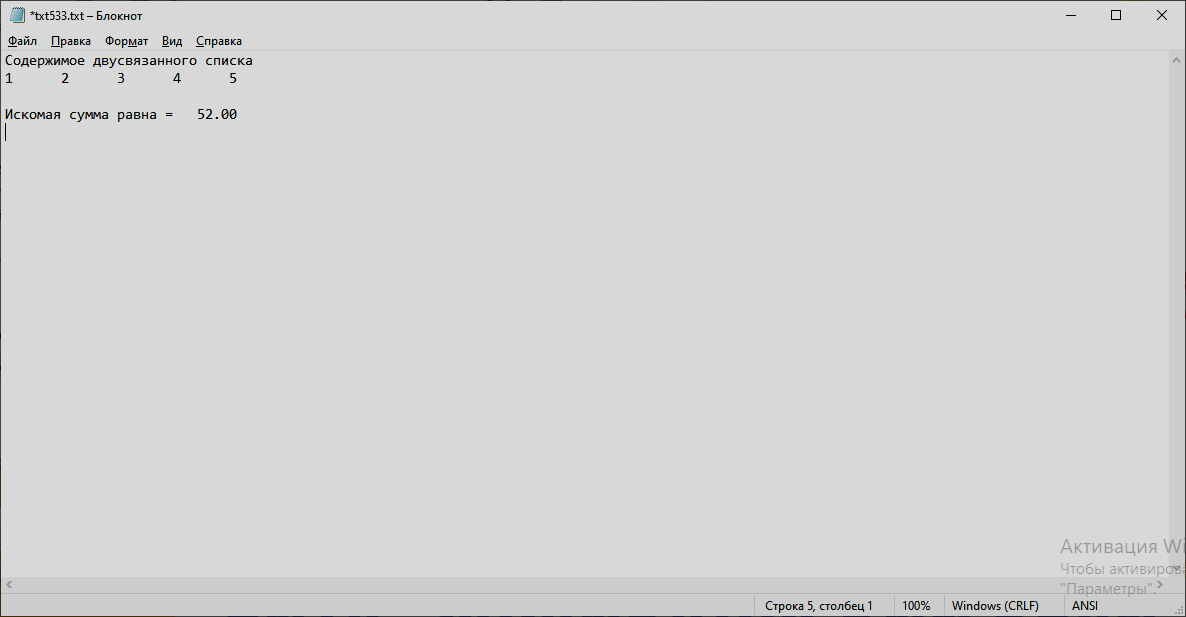 *txt533.txt – Блокнот
Файл Правка Формат Вид Справка
Содержимое двусвязанного списка
1 2 3 4 5
Искомая сумма равна = 52.00
Активация Wi
Чтобы активирова
"Параметры".
Строка 5, столбец 1 100% Windows (CRLF) ANSI